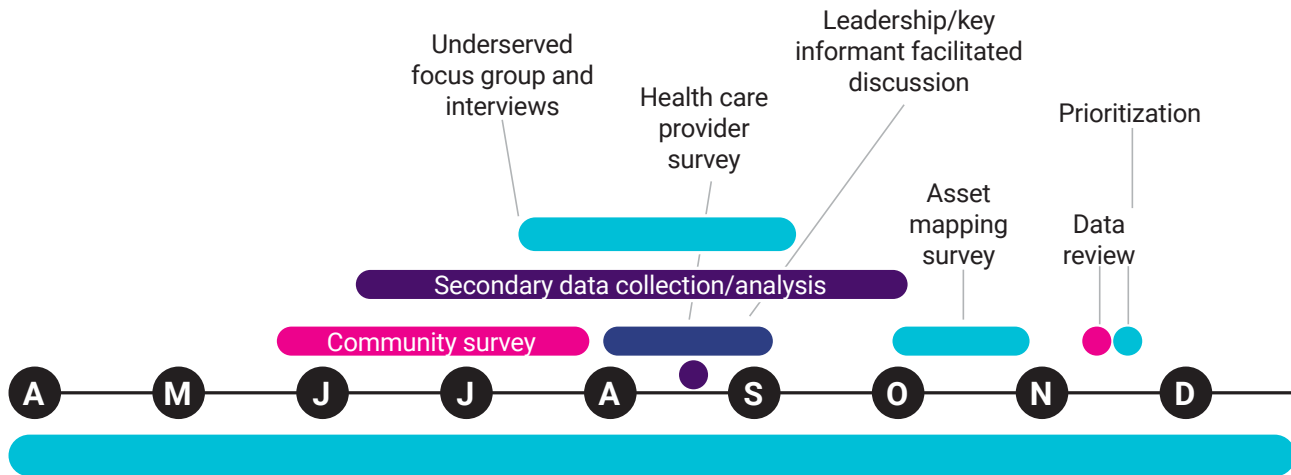 Leadership/key
informant facilitated
discussion
Underserved
focus group and
interviews
Health care
provider
survey
Prioritization
Asset
mapping
survey
Data
review
Secondary data collection/analysis
Community survey
A M J J A S O N D